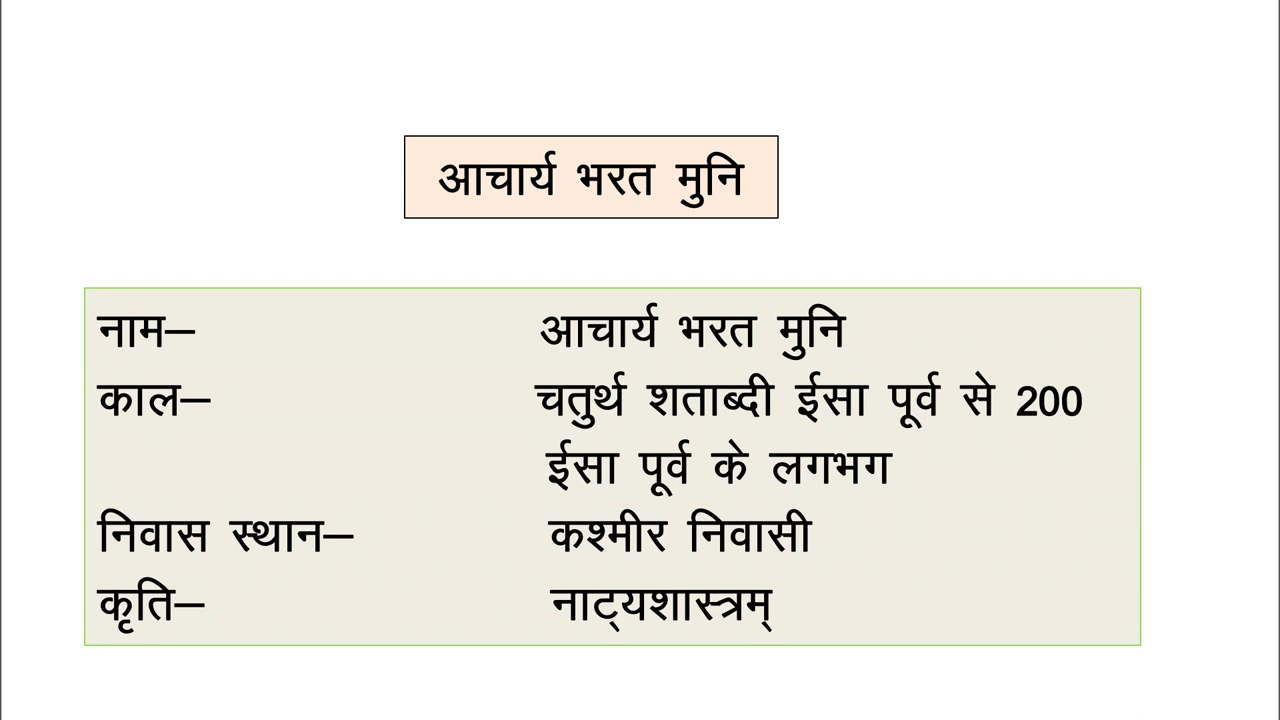 आचार्य भरत मुनि
नाम– आचार्य भरत मुनि
काल– चतुर्थ शताब्दी ईसा पूर्व से 200
ईसा पूर्व के लगभग
निवास स्थान– कश्मीर निवासी
कृति– नाट्यशास्त्रम्